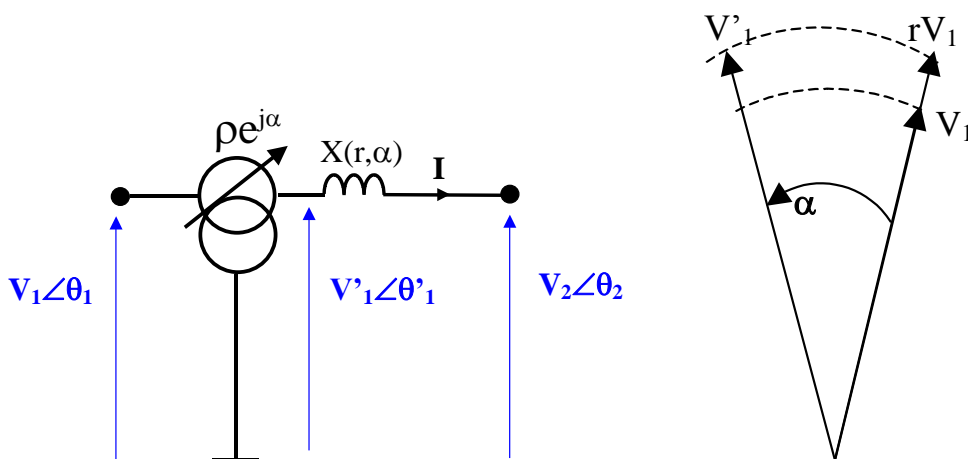 V'₁
rV₁
V₁
ρe^jα
X(r,α)
I
α
V₁∠θ₁
V'₁∠θ'₁
V₂∠θ₂